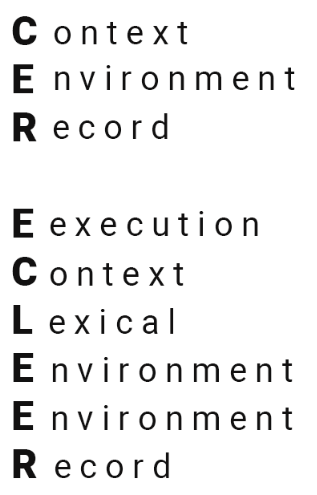 C ontext
E nvironment
R ecord
E execution
C ontext
L exical
E nvironment
E nvironment
R ecord